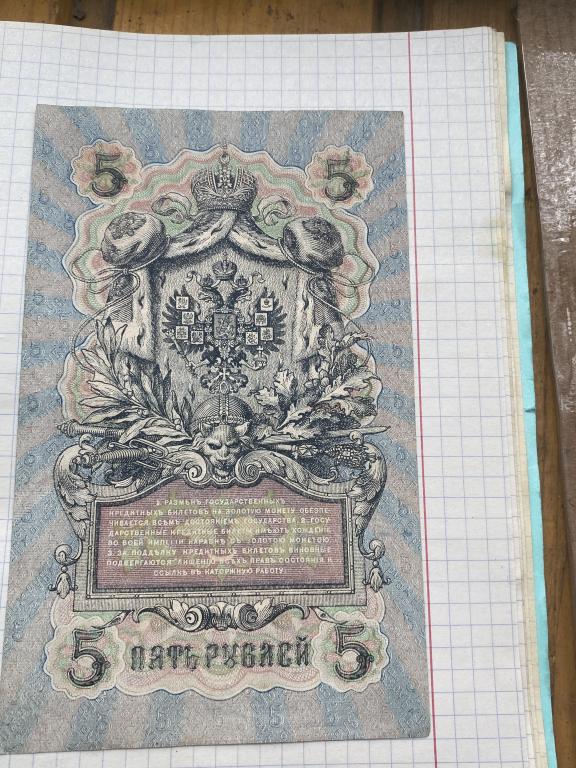 5 5
1. РАЗМѢНЪ ГОСУДАРСТВЕННЫХЪ
КРЕДИТНЫХЪ БИЛЕТОВЪ НА ЗОЛОТУЮ МОНЕТУ ОБЕЗПЕ-
ЧИВАЕТСЯ ВСѢМЪ ДОСТОЯНІЕМЪ ГОСУДАРСТВА. 2. ГОСУ-
ДАРСТВЕННЫЕ КРЕДИТНЫЕ БИЛЕТЫ ИМѢЮТЪ ХОЖДЕНІЕ
ВО ВСЕЙ ИМПЕРІИ НАРАВНѢ СЪ ЗОЛОТОЮ МОНЕТОЮ.
3. ЗА ПОДДѢЛКУ КРЕДИТНЫХЪ БИЛЕТОВЪ ВИНОВНЫЕ
ПОДВЕРГАЮТСЯ ЛИШЕНІЮ ВСѢХЪ ПРАВЪ СОСТОЯНІЯ И
ССЫЛКѢ ВЪ КАТОРЖНУЮ РАБОТУ.
5 ПЯТЬ РУБЛЕЙ 5